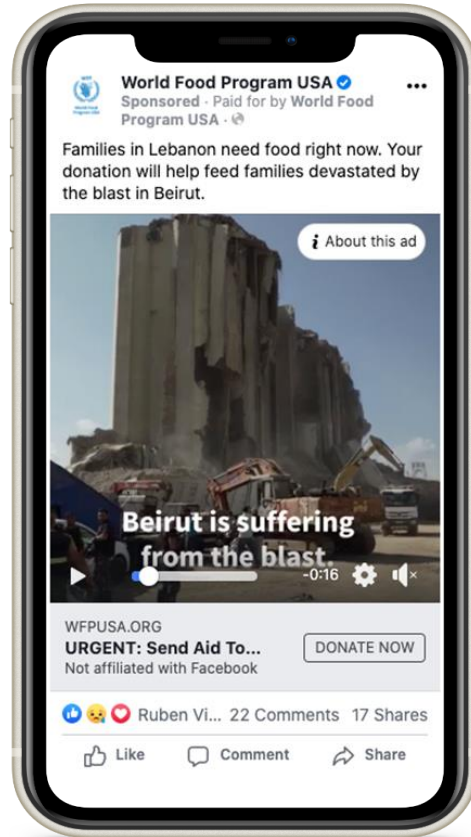 WFP
World Food Program USA
Sponsored · Paid for by World Food
Program USA ·
Families in Lebanon need food right now. Your
donation will help feed families devastated by
the blast in Beirut.
i About this ad
Beirut is suffering
from the blast.
-0:16
WFPUSA.ORG
URGENT: Send Aid To...
Not affiliated with Facebook
DONATE NOW
Ruben Vi... 22 Comments 17 Shares
Like Comment Share